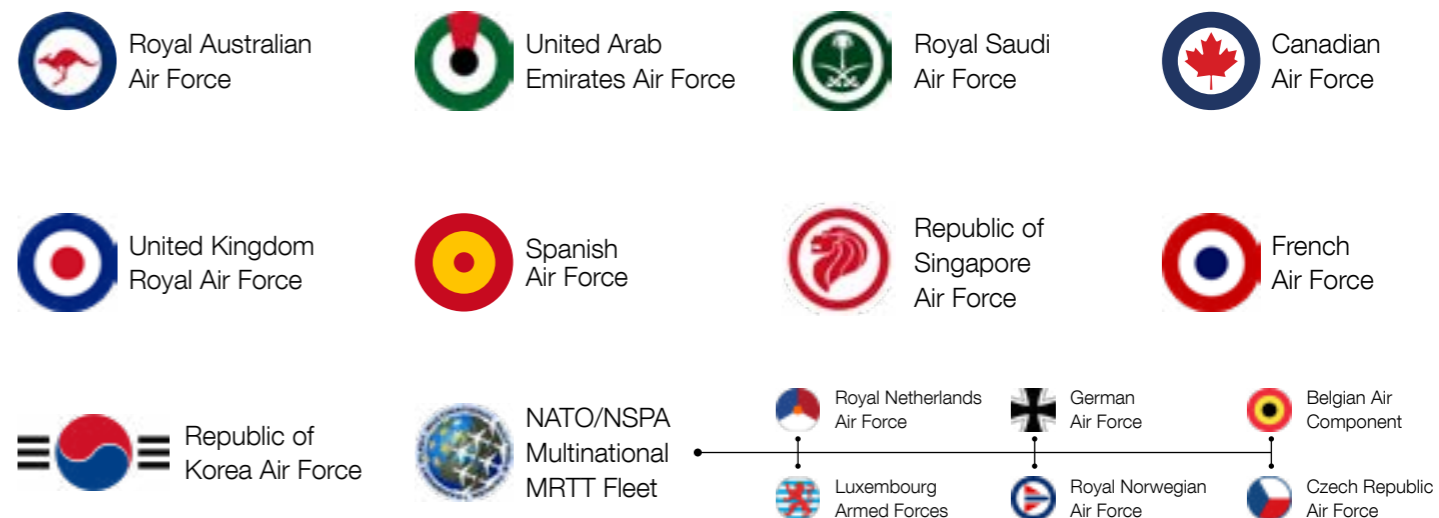 Royal Australian
Air Force
United Arab
Emirates Air Force
Royal Saudi
Air Force
Canadian
Air Force
United Kingdom
Royal Air Force
Spanish
Air Force
Republic of
Singapore
Air Force
French
Air Force
Republic of
Korea Air Force
NATO/NSPA
Multinational
MRTT Fleet
Royal Netherlands
Air Force
German
Air Force
Belgian Air
Component
Luxembourg
Armed Forces
Royal Norwegian
Air Force
Czech Republic
Air Force